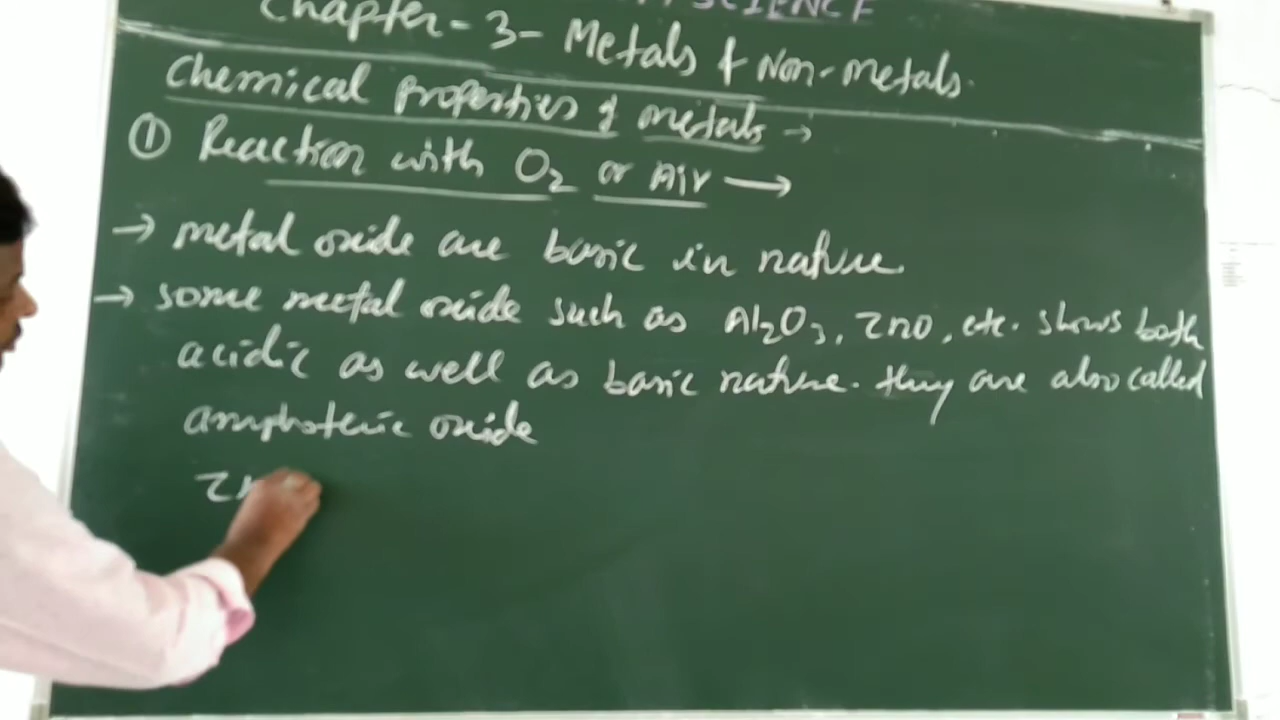 SCIENCE
Chapter - 3 - Metals & Non-metals.
Chemical properties of metals →
① Reaction with O₂ or Air →
→ metal oxide are basic in nature.
→ some metal oxide such as Al₂O₃, ZnO, etc. shows both
acidic as well as basic nature. they are also called
amphoteric oxide
Zn